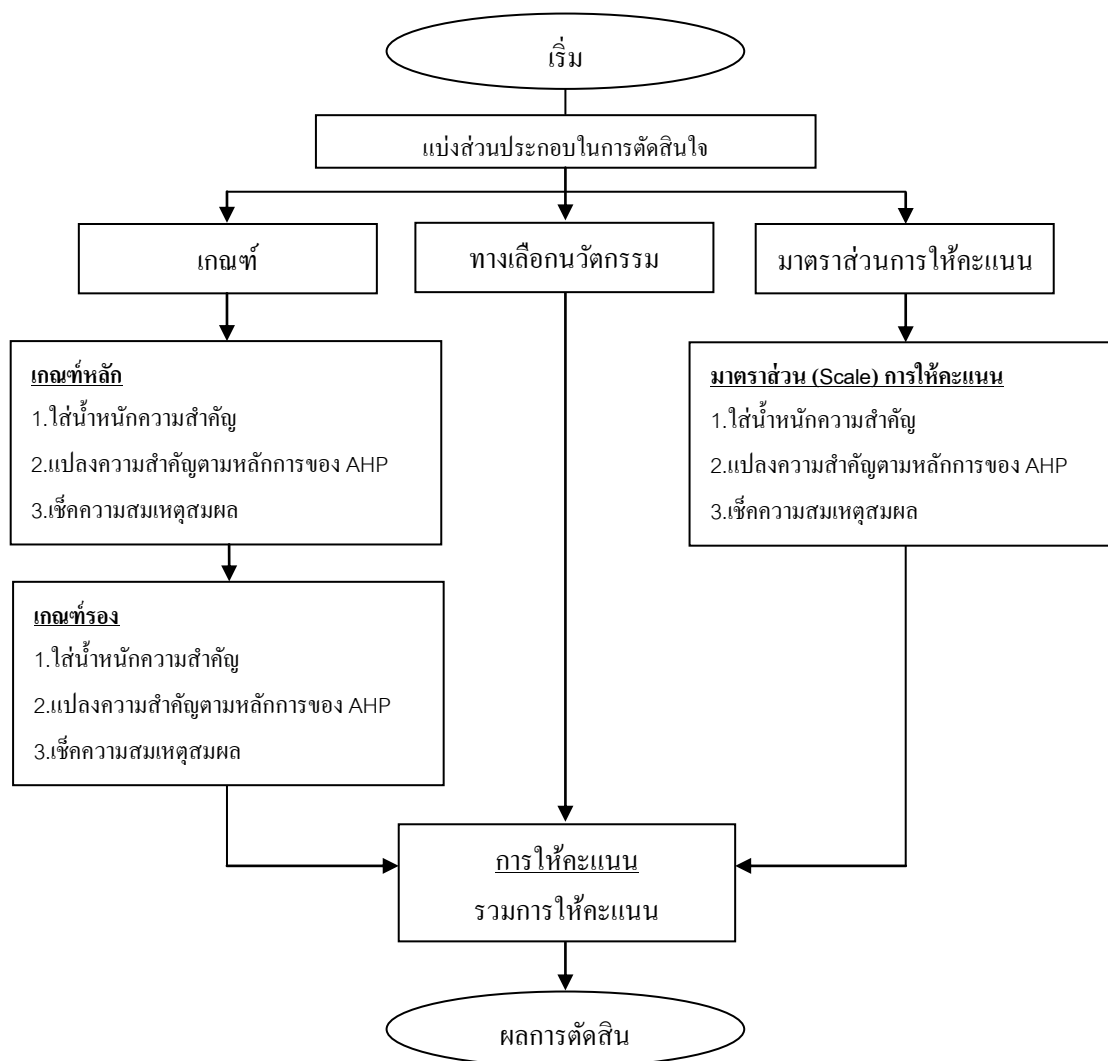 เริ่ม
แบ่งส่วนประกอบในการตัดสินใจ
เกณฑ์
ทางเลือกนวัตกรรม
มาตราส่วนการให้คะแนน
เกณฑ์หลัก
1.ใส่น้ำหนักความสำคัญ
2.แปลงความสำคัญตามหลักการของ AHP
3.เช็คความสมเหตุสมผล
มาตราส่วน (Scale) การให้คะแนน
1.ใส่น้ำหนักความสำคัญ
2.แปลงความสำคัญตามหลักการของ AHP
3.เช็คความสมเหตุสมผล
เกณฑ์รอง
1.ใส่น้ำหนักความสำคัญ
2.แปลงความสำคัญตามหลักการของ AHP
3.เช็คความสมเหตุสมผล
การให้คะแนน
รวมการให้คะแนน
ผลการตัดสิน